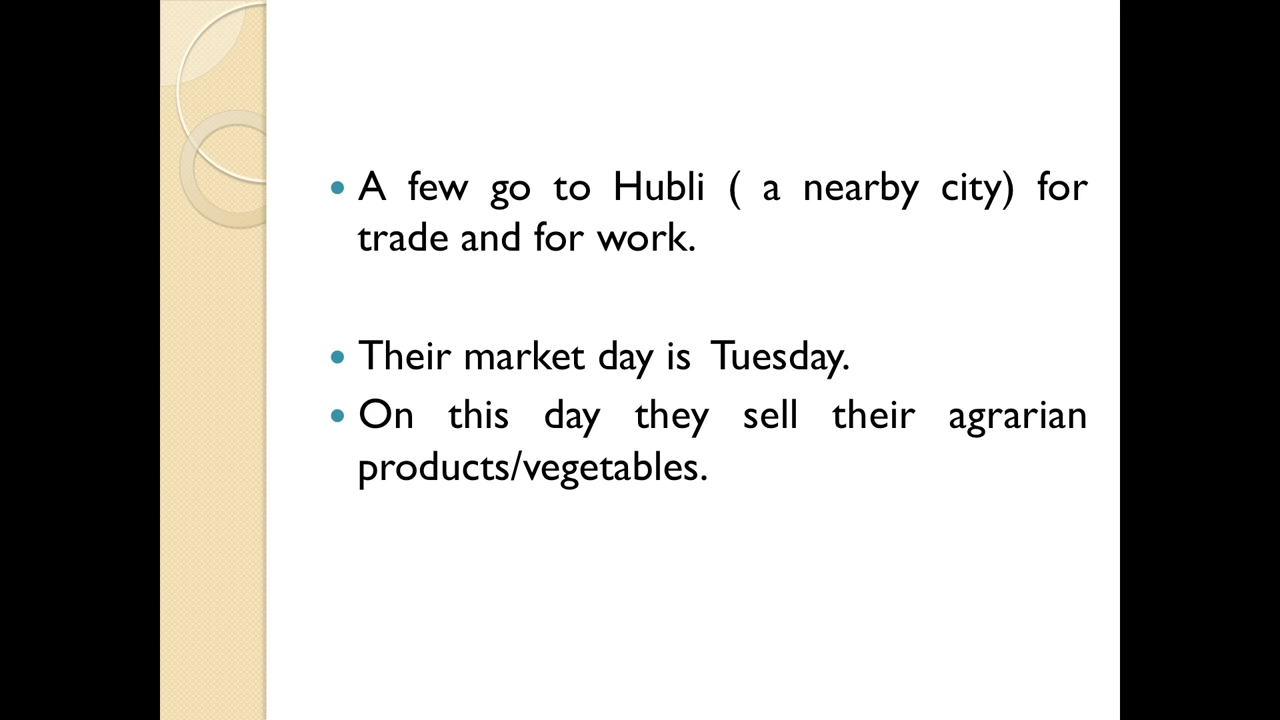 A few go to Hubli ( a nearby city) for
trade and for work.
Their market day is Tuesday.
On this day they sell their agrarian
products/vegetables.